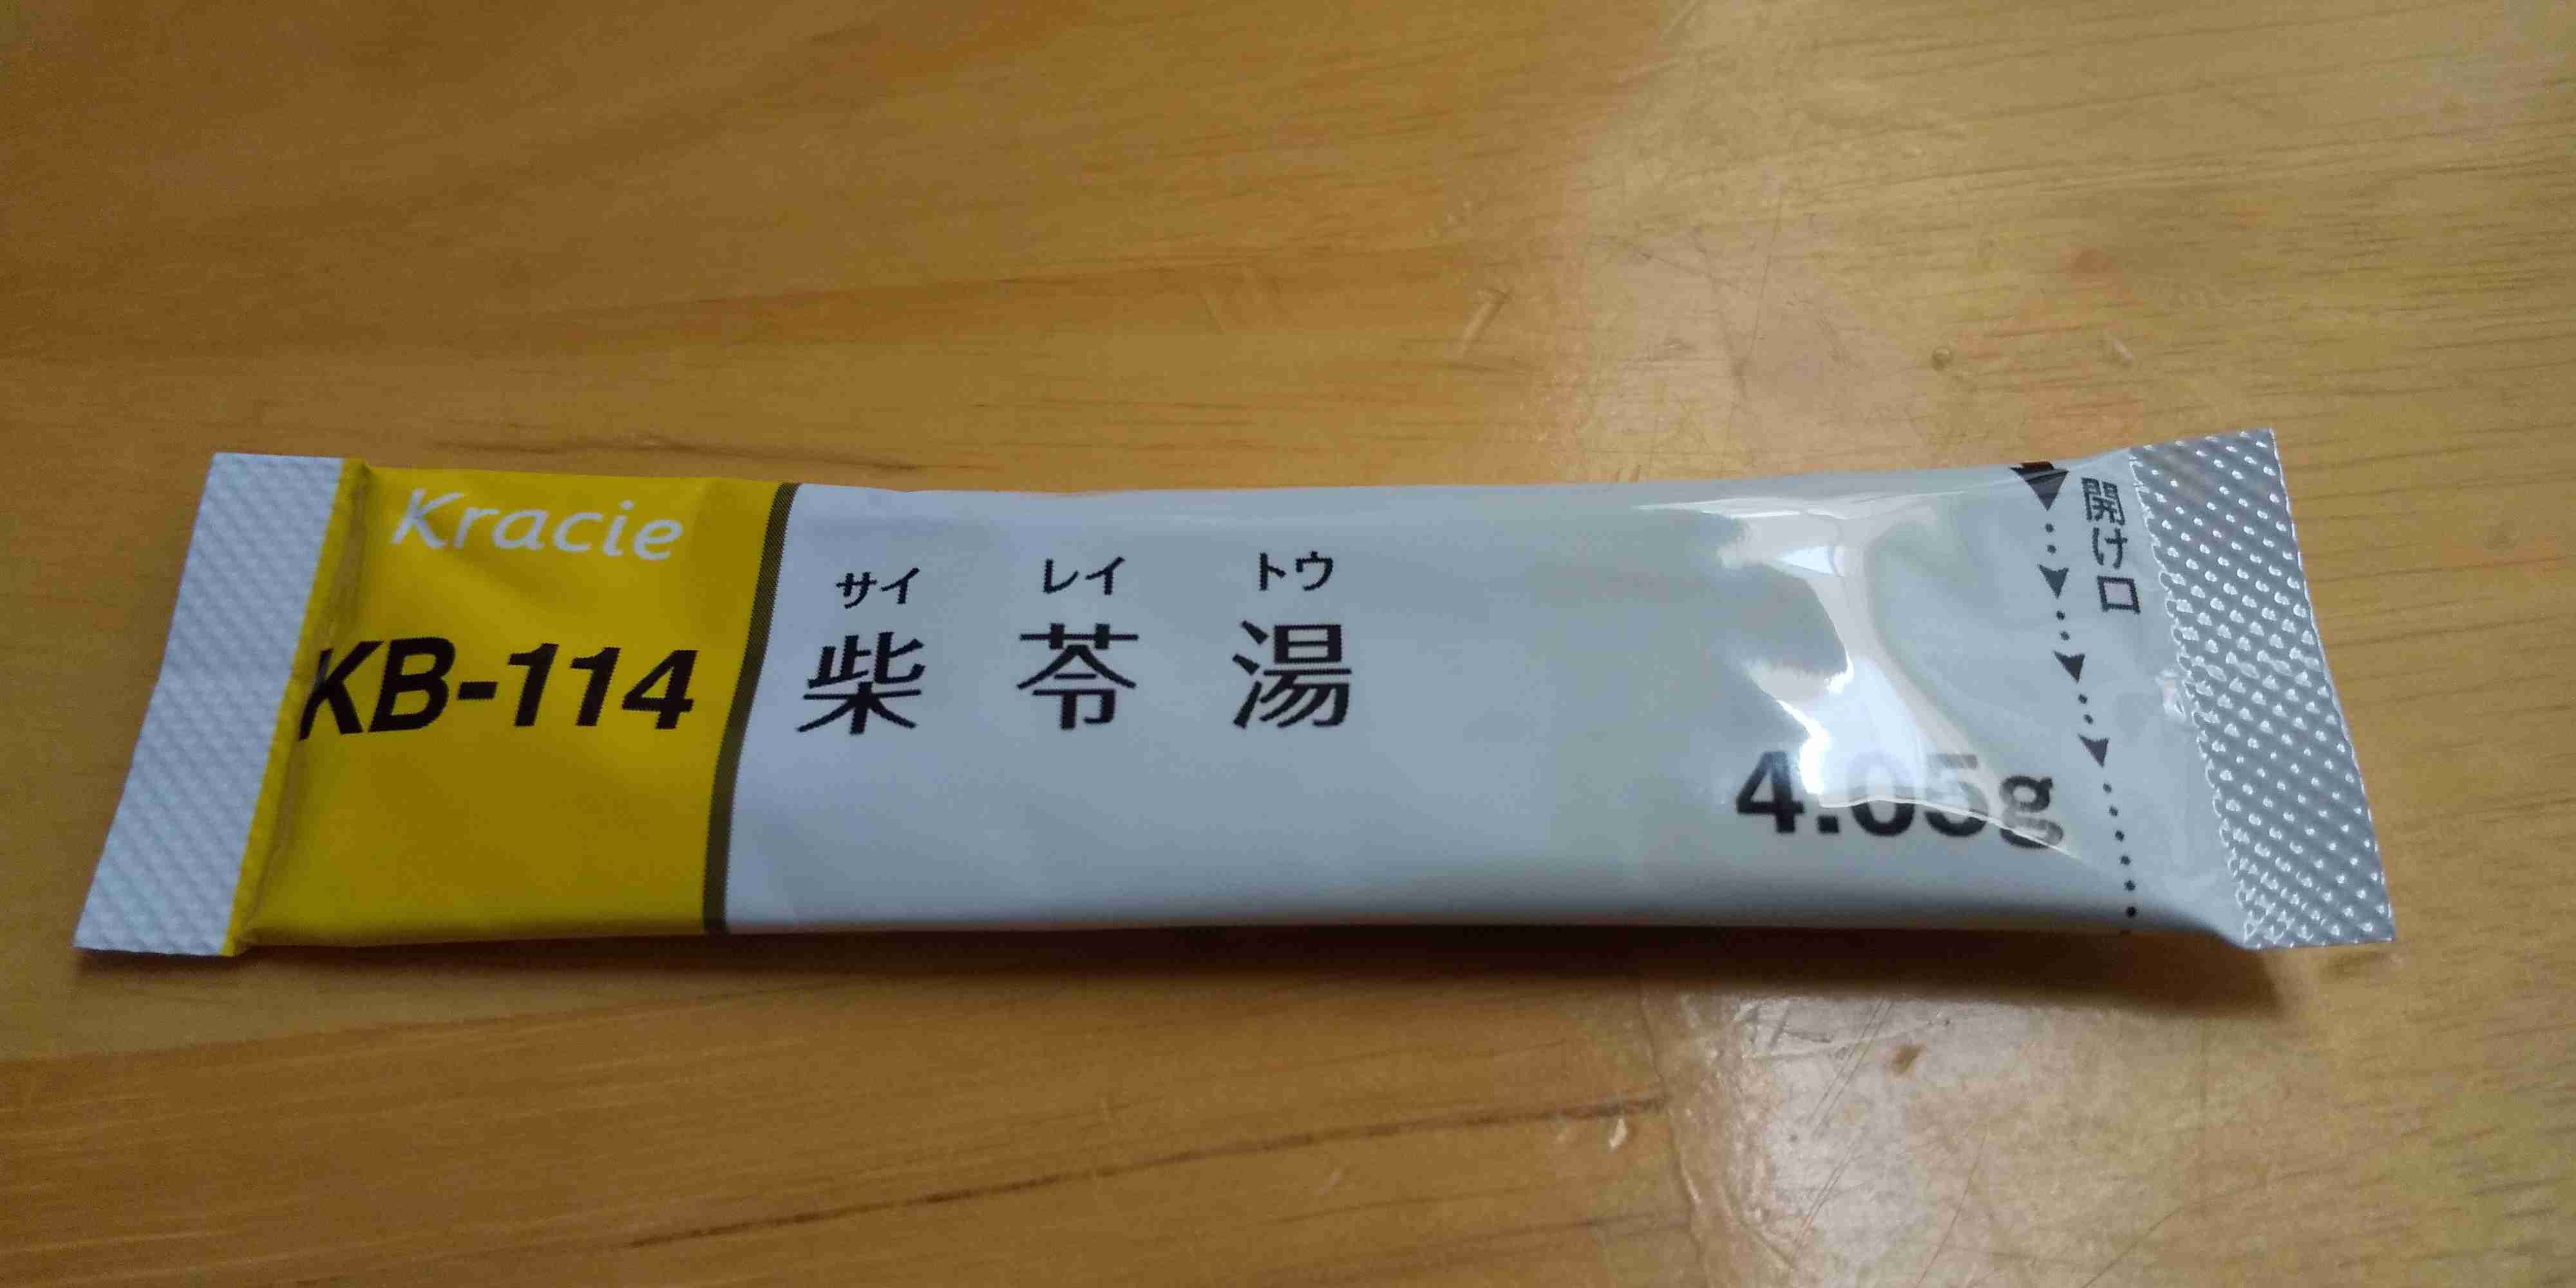 Kracie
KB-114
サイ レイ トウ
柴 苓 湯
4.05g
開け口